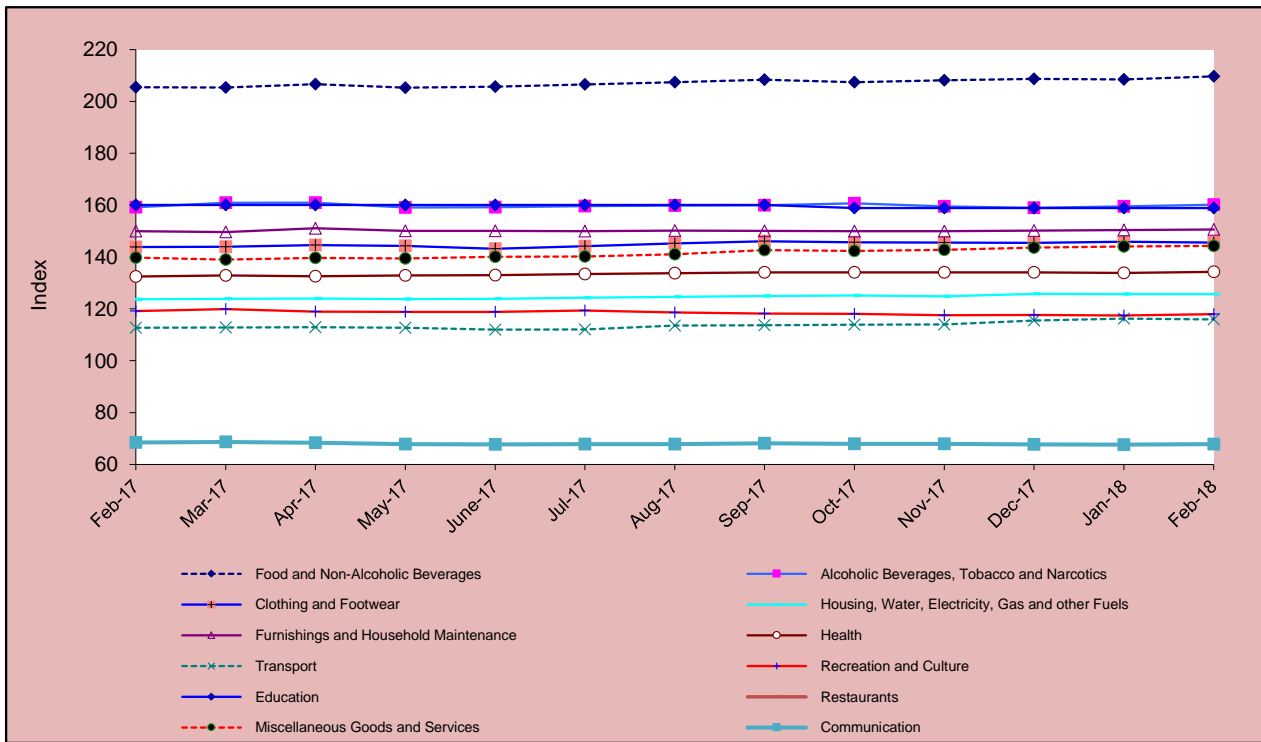 220
200
180
160
140
120
100
80
60
Index
Feb-17
Mar-17
Apr-17
May-17
June-17
Jul-17
Aug-17
Sep-17
Oct-17
Nov-17
Dec-17
Jan-18
Feb-18
Food and Non-Alcoholic Beverages
Alcoholic Beverages, Tobacco and Narcotics
Clothing and Footwear
Housing, Water, Electricity, Gas and other Fuels
Furnishings and Household Maintenance
Health
Transport
Recreation and Culture
Education
Restaurants
Miscellaneous Goods and Services
Communication